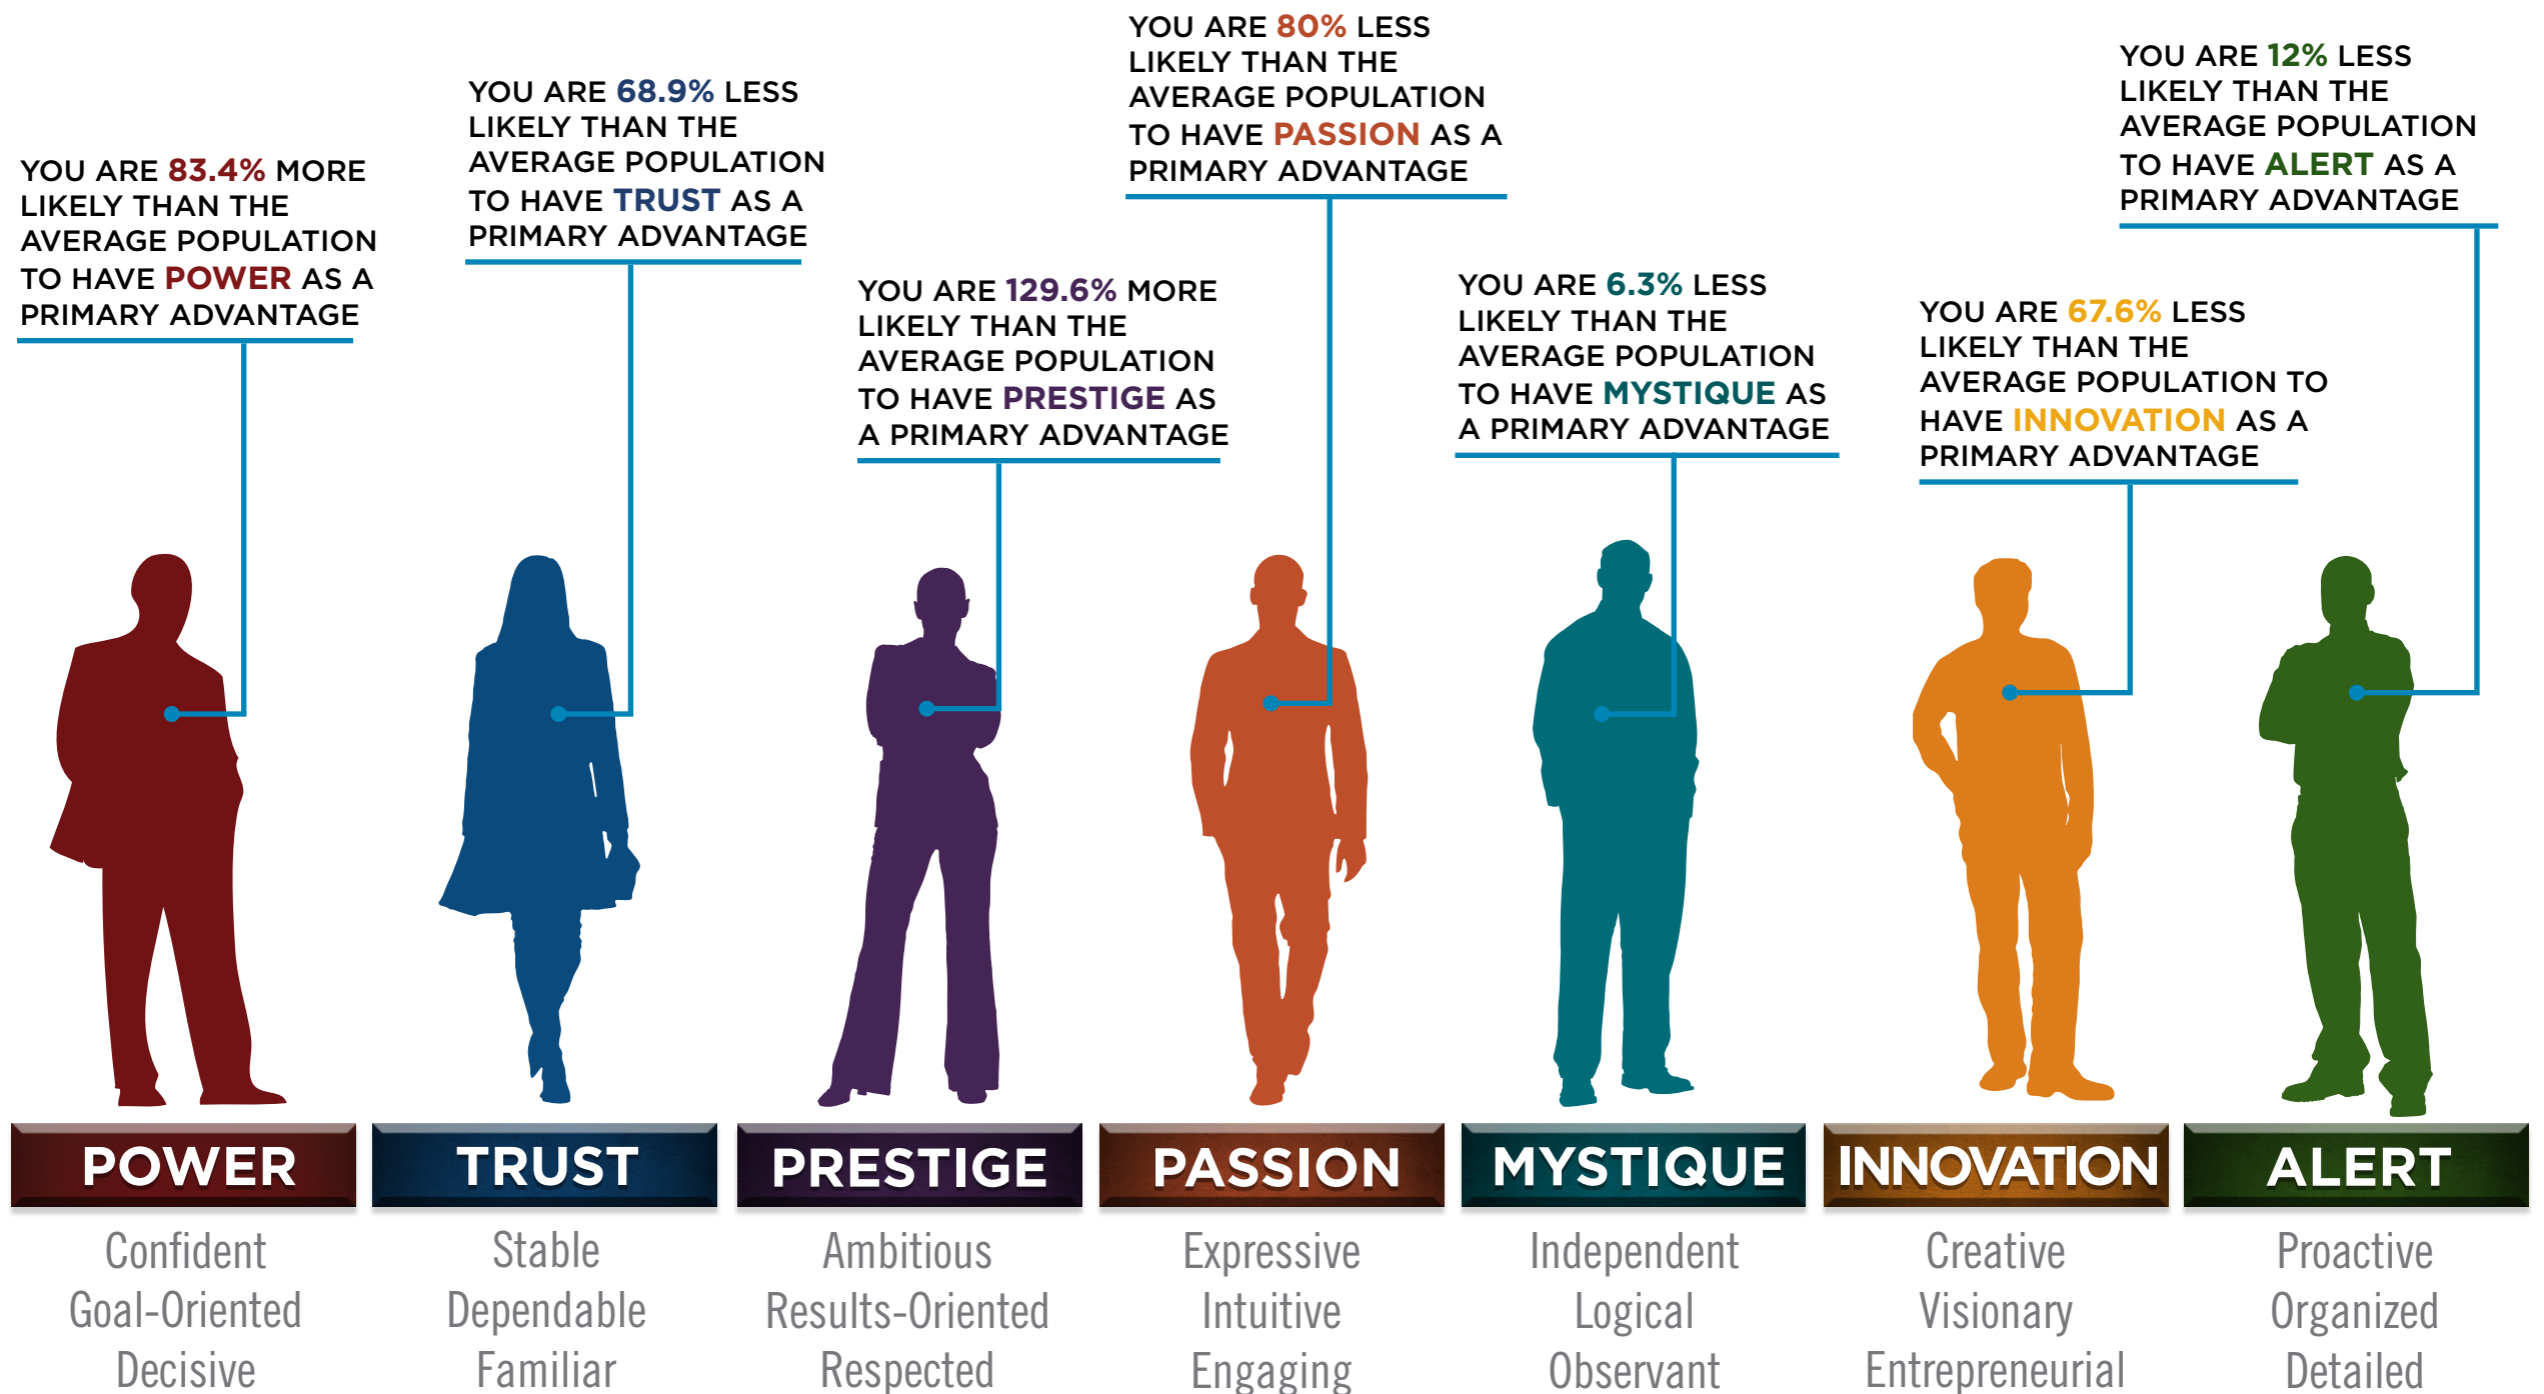 YOU ARE 83.4% MORE
LIKELY THAN THE
AVERAGE POPULATION
TO HAVE POWER AS A
PRIMARY ADVANTAGE
YOU ARE 68.9% LESS
LIKELY THAN THE
AVERAGE POPULATION
TO HAVE TRUST AS A
PRIMARY ADVANTAGE
YOU ARE 129.6% MORE
LIKELY THAN THE
AVERAGE POPULATION
TO HAVE PRESTIGE AS
A PRIMARY ADVANTAGE
YOU ARE 80% LESS
LIKELY THAN THE
AVERAGE POPULATION
TO HAVE PASSION AS A
PRIMARY ADVANTAGE
YOU ARE 6.3% LESS
LIKELY THAN THE
AVERAGE POPULATION
TO HAVE MYSTIQUE AS
A PRIMARY ADVANTAGE
YOU ARE 67.6% LESS
LIKELY THAN THE
AVERAGE POPULATION TO
HAVE INNOVATION AS A
PRIMARY ADVANTAGE
YOU ARE 12% LESS
LIKELY THAN THE
AVERAGE POPULATION
TO HAVE ALERT AS A
PRIMARY ADVANTAGE
POWER
Confident
Goal-Oriented
Decisive
TRUST
Stable
Dependable
Familiar
PRESTIGE
Ambitious
Results-Oriented
Respected
PASSION
Expressive
Intuitive
Engaging
MYSTIQUE
Independent
Logical
Observant
INNOVATION
Creative
Visionary
Entrepreneurial
ALERT
Proactive
Organized
Detailed